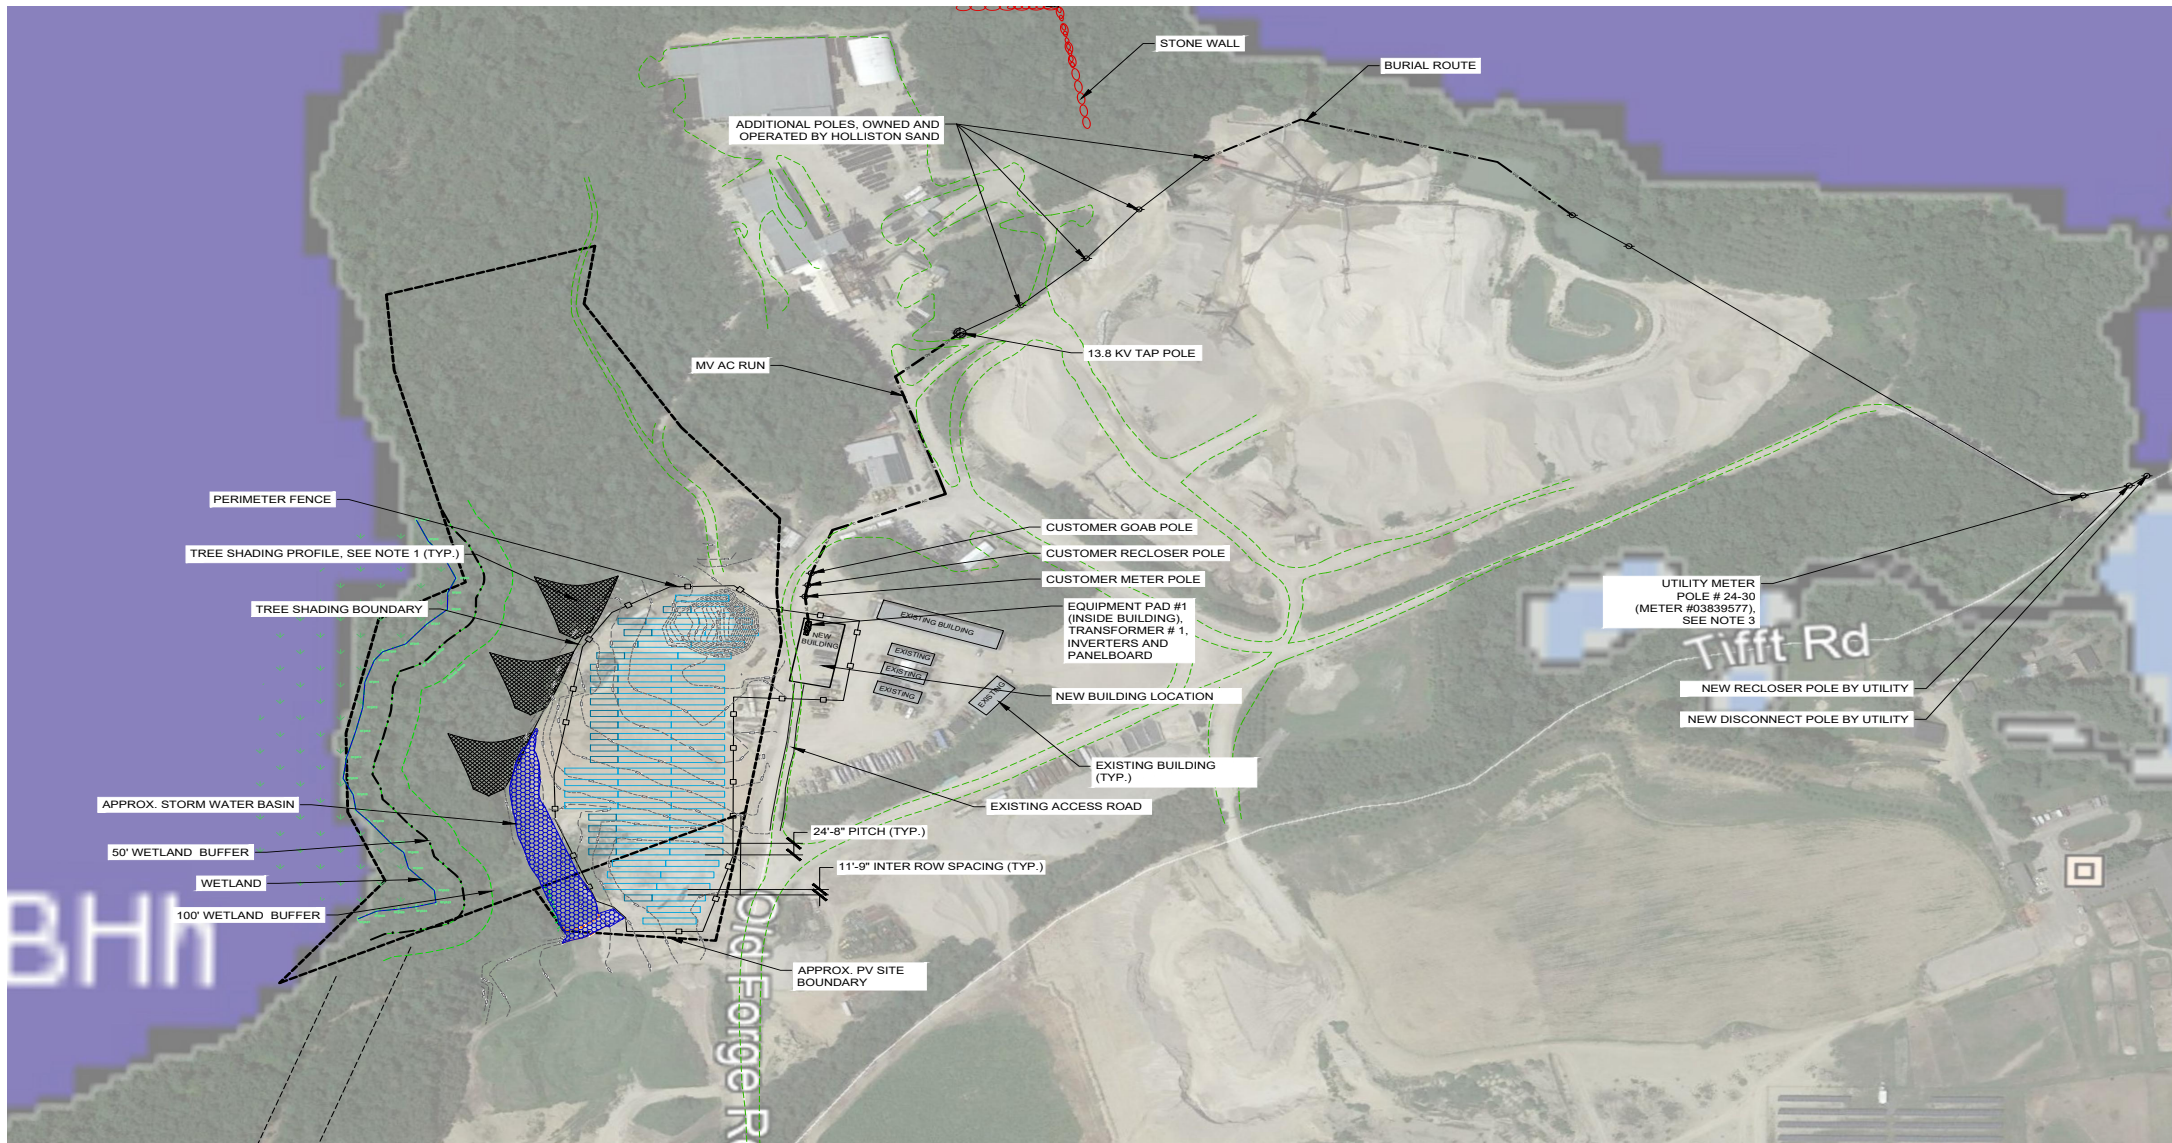 STONE WALL
BURIAL ROUTE
ADDITIONAL POLES, OWNED AND
OPERATED BY HOLLISTON SAND
13.8 KV TAP POLE
MV AC RUN
PERIMETER FENCE
CUSTOMER GOAB POLE
TREE SHADING PROFILE, SEE NOTE 1 (TYP.)
CUSTOMER RECLOSER POLE
CUSTOMER METER POLE
TREE SHADING BOUNDARY
UTILITY METER
POLE # 24-30
(METER #03839577),
SEE NOTE 3
EQUIPMENT PAD #1
(INSIDE BUILDING),
TRANSFORMER # 1,
INVERTERS AND
PANELBOARD
EXISTING BUILDING
NEW
BUILDING
EXISTING
EXISTING
EXISTING
EXISTING
Tifft Rd
NEW BUILDING LOCATION
NEW RECLOSER POLE BY UTILITY
NEW DISCONNECT POLE BY UTILITY
EXISTING BUILDING
(TYP.)
APPROX. STORM WATER BASIN
EXISTING ACCESS ROAD
24'-8" PITCH (TYP.)
50' WETLAND BUFFER
11'-9" INTER ROW SPACING (TYP.)
WETLAND
100' WETLAND BUFFER
BHh
APPROX. PV SITE
BOUNDARY
Old Forge R